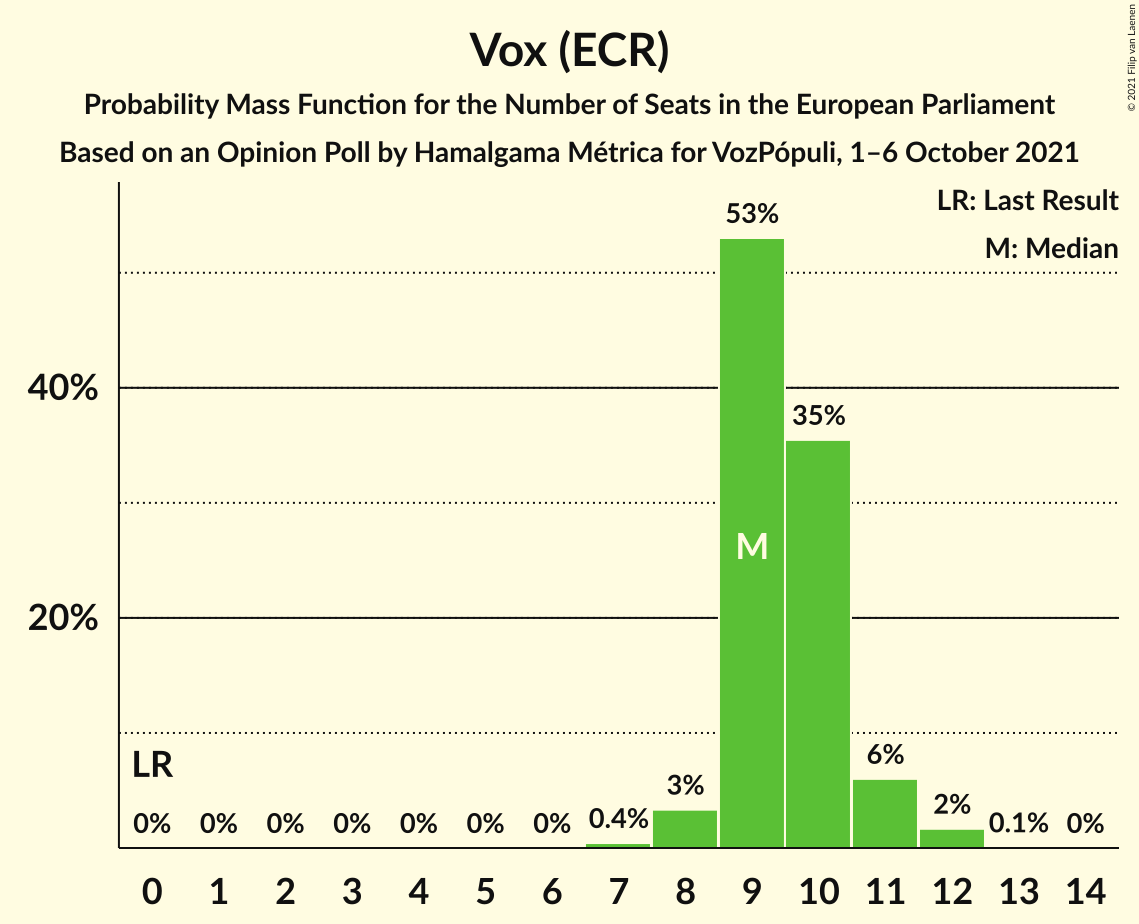 Vox (ECR)
Probability Mass Function for the Number of Seats in the European Parliament
Based on an Opinion Poll by Hamalgama Métrica for VozPópuli, 1–6 October 2021
© 2021 Filip van Laenen
LR: Last Result
M: Median
53%
40%
35%
M
20%
LR
6%
3%
2%
0% 0% 0% 0% 0% 0% 0% 0.4% 0.1% 0%
0 1 2 3 4 5 6 7 8 9 10 11 12 13 14